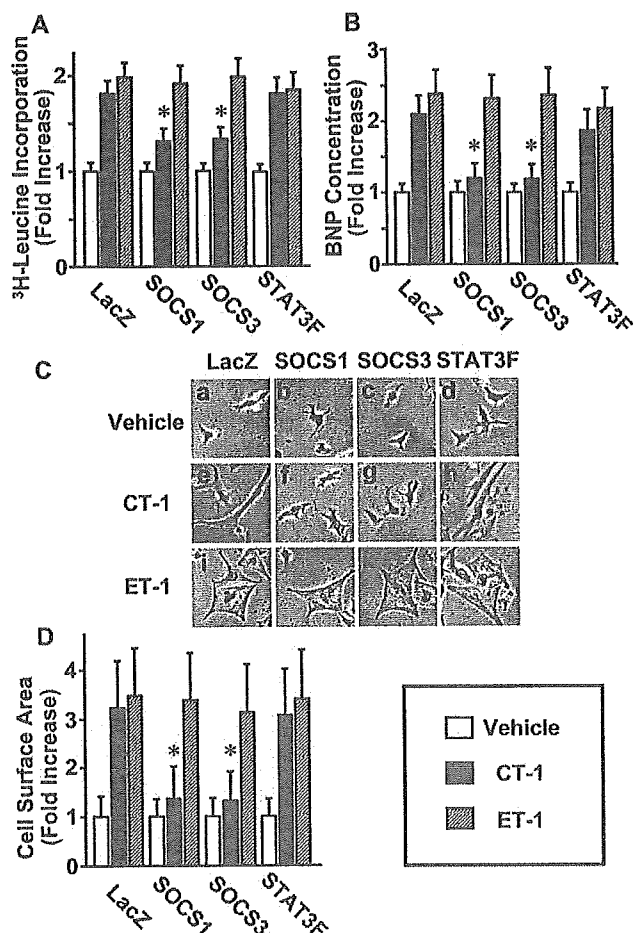 A
³H-Leucine Incorporation
(Fold Increase)
2
1
0
*
*
LacZ
SOCS1
SOCS3
STAT3F
B
BNP Concentration
(Fold Increase)
3
2
1
0
*
*
LacZ
SOCS1
SOCS3
STAT3F
C
LacZ SOCS1 SOCS3 STAT3F
Vehicle
a b c d
CT-1
e f g h
ET-1
i
D
Cell Surface Area
(Fold Increase)
4
3
2
1
0
*
*
LacZ
SOCS1
SOCS3
STAT3F
Vehicle
CT-1
ET-1